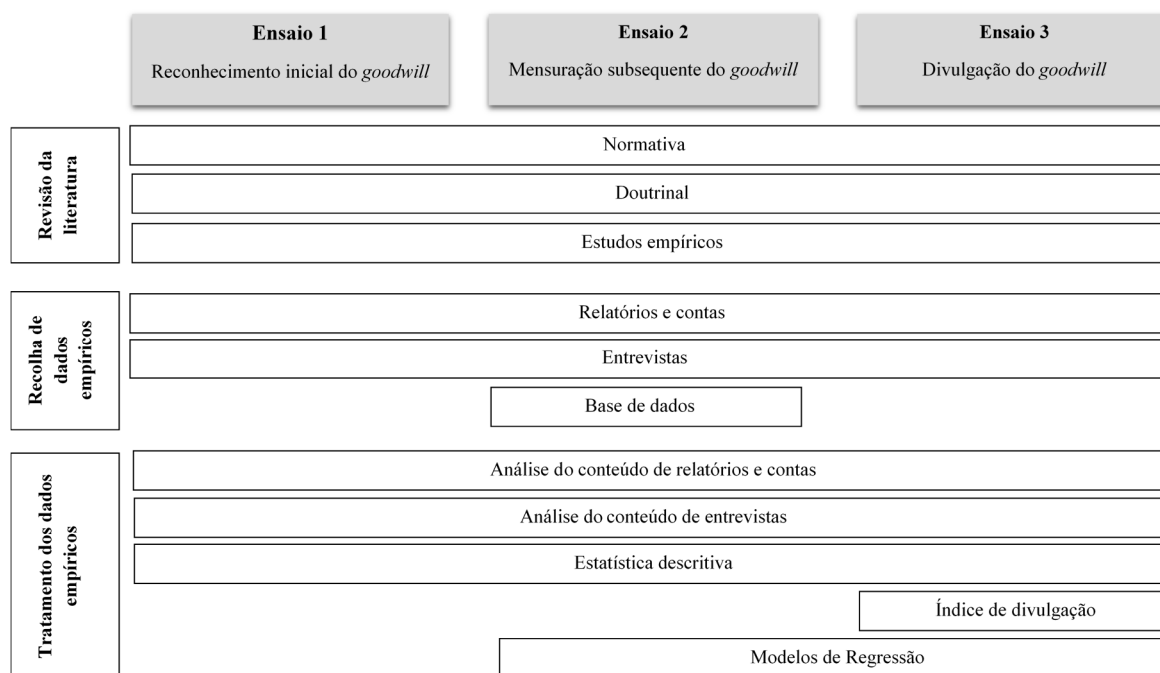 Ensaio 1
Reconhecimento inicial do goodwill
Ensaio 2
Mensuração subsequente do goodwill
Ensaio 3
Divulgação do goodwill
Revisão da
literatura
Normativa
Doutrinal
Estudos empíricos
Recolha de
dados
empíricos
Relatórios e contas
Entrevistas
Base de dados
Tratamento dos dados
empíricos
Análise do conteúdo de relatórios e contas
Análise do conteúdo de entrevistas
Estatística descritiva
Índice de divulgação
Modelos de Regressão